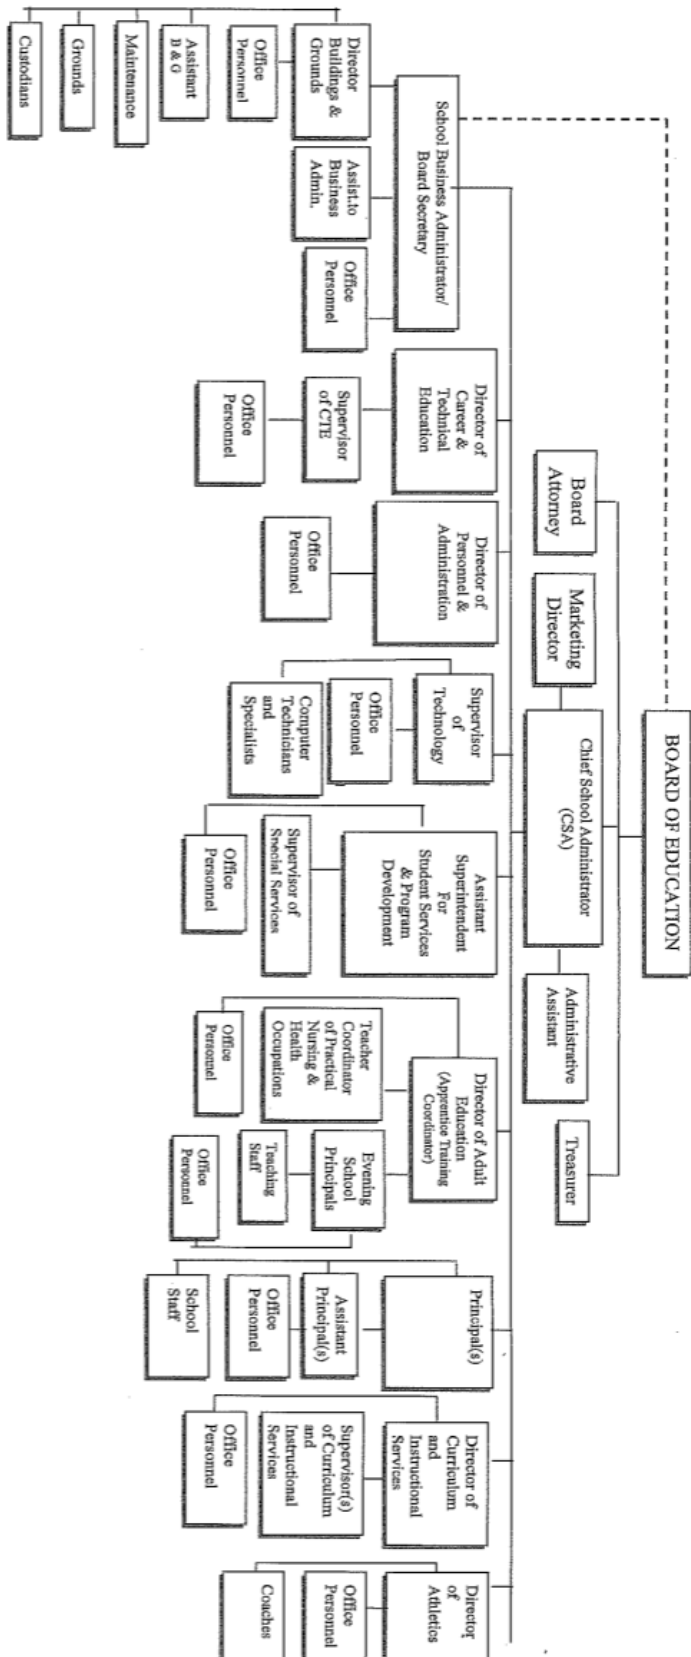 BOARD OF EDUCATION
Board
Attorney
Marketing
Director
Chief School Administrator
(CSA)
Administrative
Assistant
Treasurer
School Business Administrator/
Board Secretary
Director
Buildings &
Grounds
Office
Personnel
Assistant
B & G
Maintenance
Grounds
Custodians
Assist.to
Business
Admin.
Office
Personnel
Director of
Career &
Technical
Education
Supervisor
of CTE
Office
Personnel
Director of
Personnel &
Administration
Office
Personnel
Supervisor
of
Technology
Office
Personnel
Computer
Technicians
and
Specialists
Assistant
Superintendent
For
Student Services
& Program
Development
Supervisor of
Special Services
Office
Personnel
Director of Adult
Education
(Apprentice Training
Coordinator)
Teacher
Coordinator
of Practical
Nursing &
Health
Occupations
Office
Personnel
Evening
School
Principals
Teaching
Staff
Office
Personnel
Principal(s)
Assistant
Principal(s)
Office
Personnel
School
Staff
Director of
Curriculum
and
Instructional
Services
Supervisor(s)
of Curriculum
and
Instructional
Services
Office
Personnel
Director
of
Athletics
Office
Personnel
Coaches